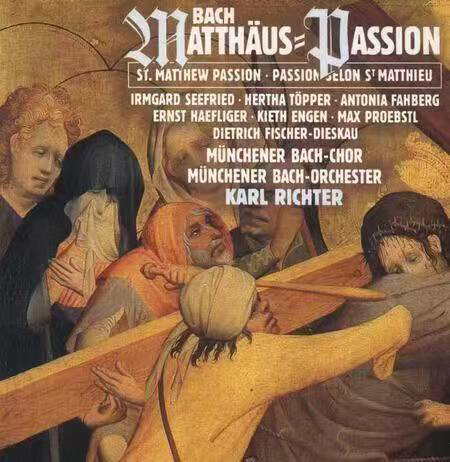 BACH
MATTHÄUS=PASSION
ST. MATTHEW PASSION · PASSION SELON ST MATTHIEU
IRMGARD SEEFRIED · HERTHA TÖPPER · ANTONIA FAHBERG
ERNST HAEFLIGER · KIETH ENGEN · MAX PROEBSTL
DIETRICH FISCHER-DIESKAU
MÜNCHENER BACH-CHOR
MÜNCHENER BACH-ORCHESTER
KARL RICHTER